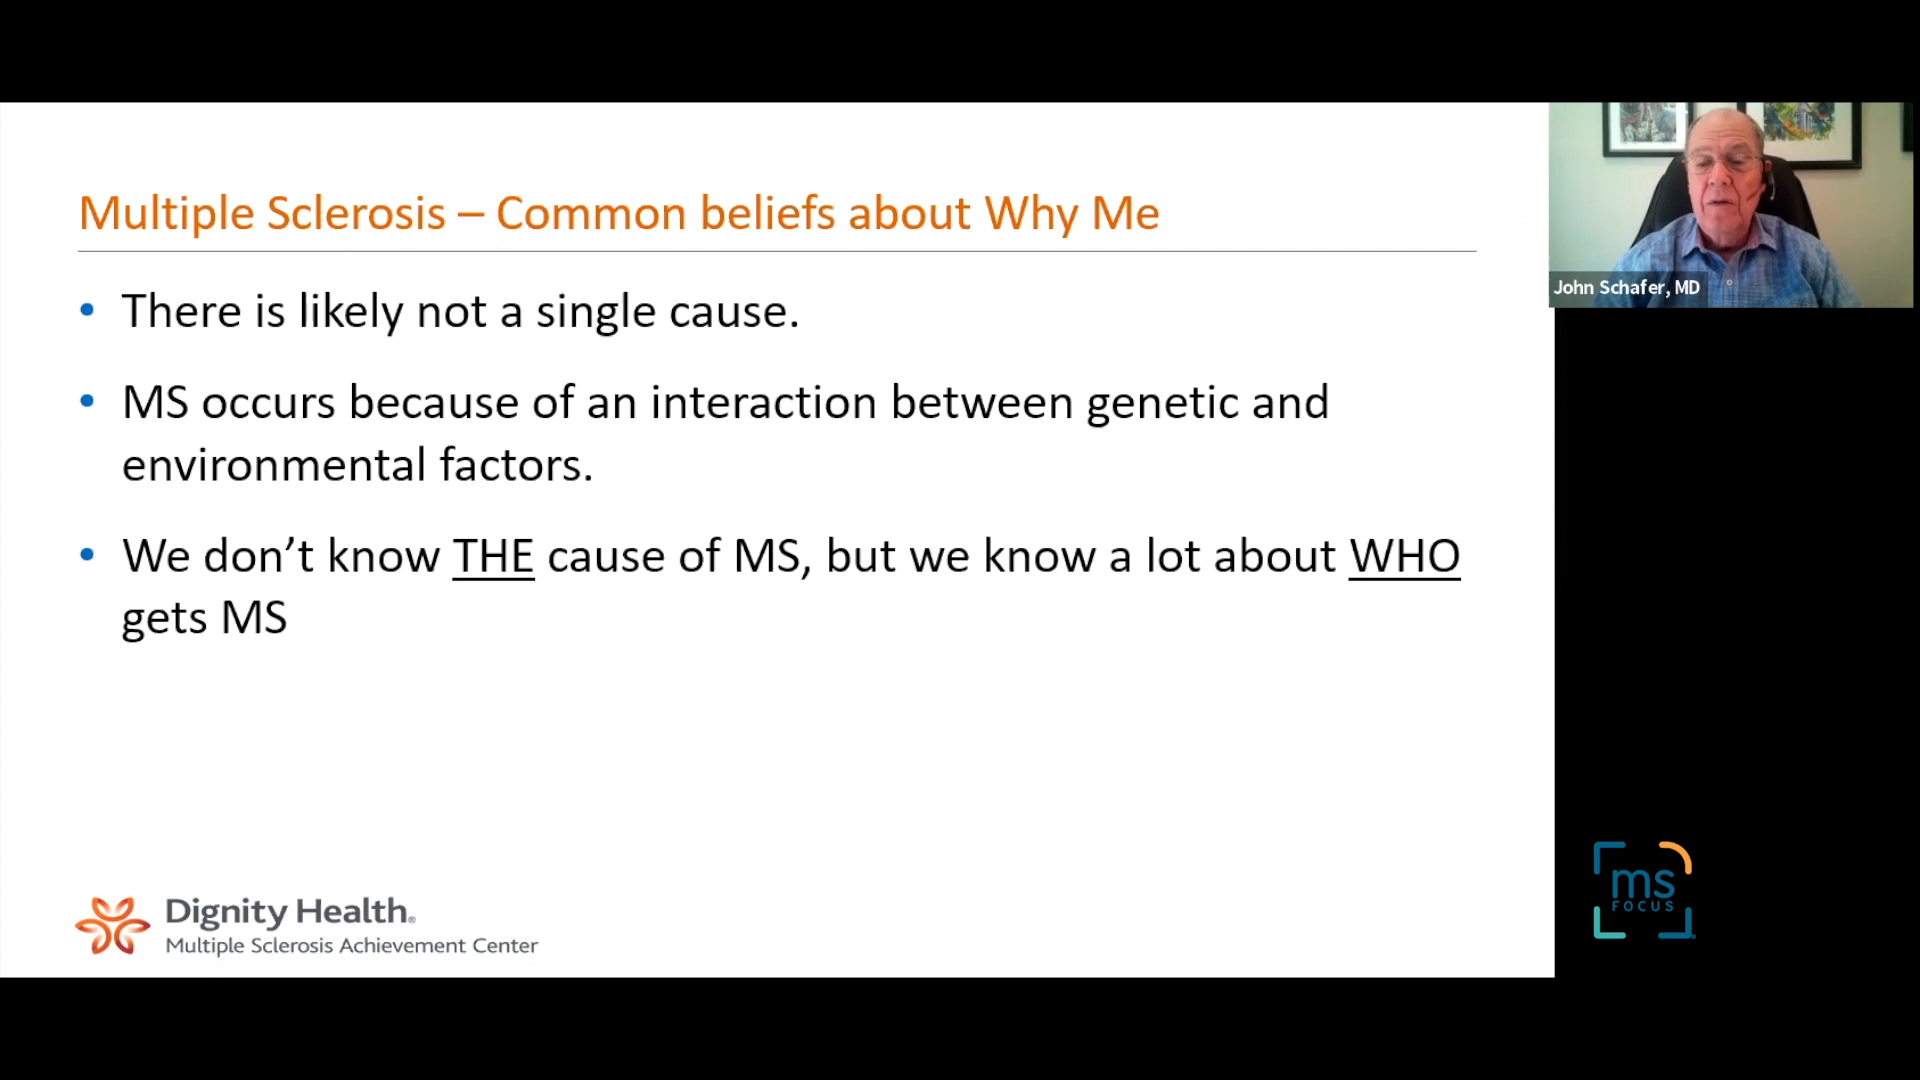 Multiple Sclerosis – Common beliefs about Why Me
• There is likely not a single cause.
• MS occurs because of an interaction between genetic and
environmental factors.
• We don’t know THE cause of MS, but we know a lot about WHO
gets MS
John Schafer, MD
Dignity Health®
Multiple Sclerosis Achievement Center
ms
FOCUS